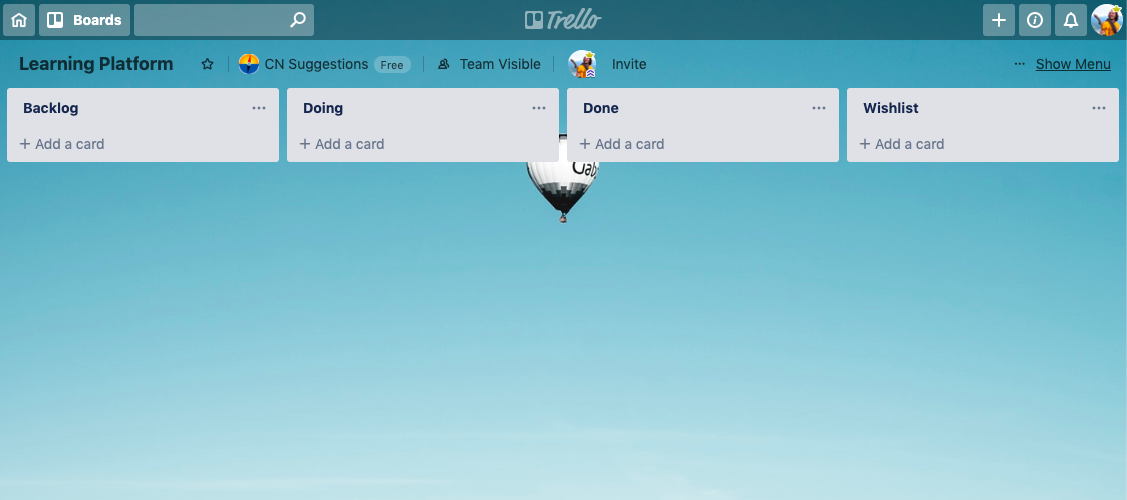 Boards
Trello
Learning Platform
CN Suggestions Free
Team Visible
Invite
... Show Menu
Backlog ...
Doing ...
Done ...
Wishlist ...
+ Add a card
+ Add a card
+ Add a card
+ Add a card